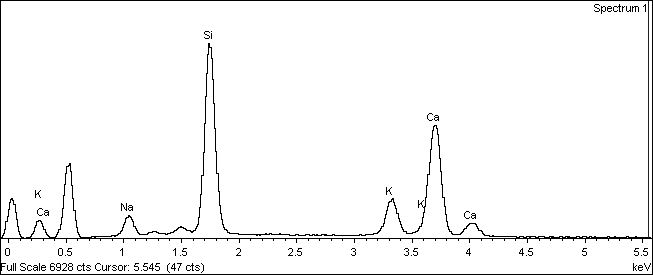 Spectrum 1
Si
Ca
K
K
Ca
Na
K
Ca
0 0.5 1 1.5 2 2.5 3 3.5 4 4.5 5 5.5
Full Scale 6928 cts Cursor: 5.545 (47 cts) keV